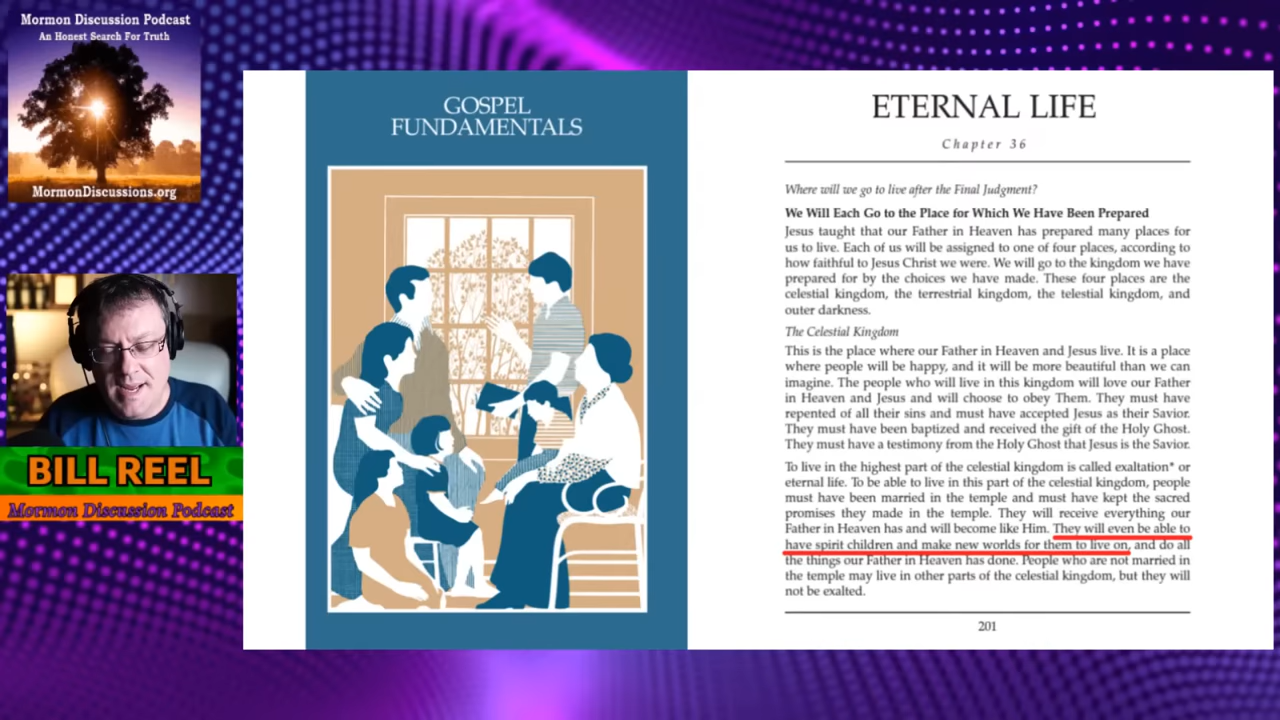 Mormon Discussion Podcast
An Honest Search For Truth
MormonDiscussions.org
BILL REEL
Mormon Discussion Podcast
GOSPEL
FUNDAMENTALS
ETERNAL LIFE
Chapter 36
Where will we go to live after the Final Judgment?
We Will Each Go to the Place for Which We Have Been Prepared
Jesus taught that our Father in Heaven has prepared many places for
us to live. Each of us will be assigned to one of four places, according to
how faithful to Jesus Christ we were. We will go to the kingdom we have
prepared for by the choices we have made. These four places are the
celestial kingdom, the terrestrial kingdom, the telestial kingdom, and
outer darkness.
The Celestial Kingdom
This is the place where our Father in Heaven and Jesus live. It is a place
where people will be happy, and it will be more beautiful than we can
imagine. The people who will live in this kingdom will love our Father
in Heaven and Jesus and will choose to obey Them. They must have
repented of all their sins and must have accepted Jesus as their Savior.
They must have been baptized and received the gift of the Holy Ghost.
They must have a testimony from the Holy Ghost that Jesus is the Savior.
To live in the highest part of the celestial kingdom is called exaltation* or
eternal life. To be able to live in this part of the celestial kingdom, people
must have been married in the temple and must have kept the sacred
promises they made in the temple. They will receive everything our
Father in Heaven has and will become like Him. They will even be able to
have spirit children and make new worlds for them to live on, and do all
the things our Father in Heaven has done. People who are not married in
the temple may live in other parts of the celestial kingdom, but they will
not be exalted.
201